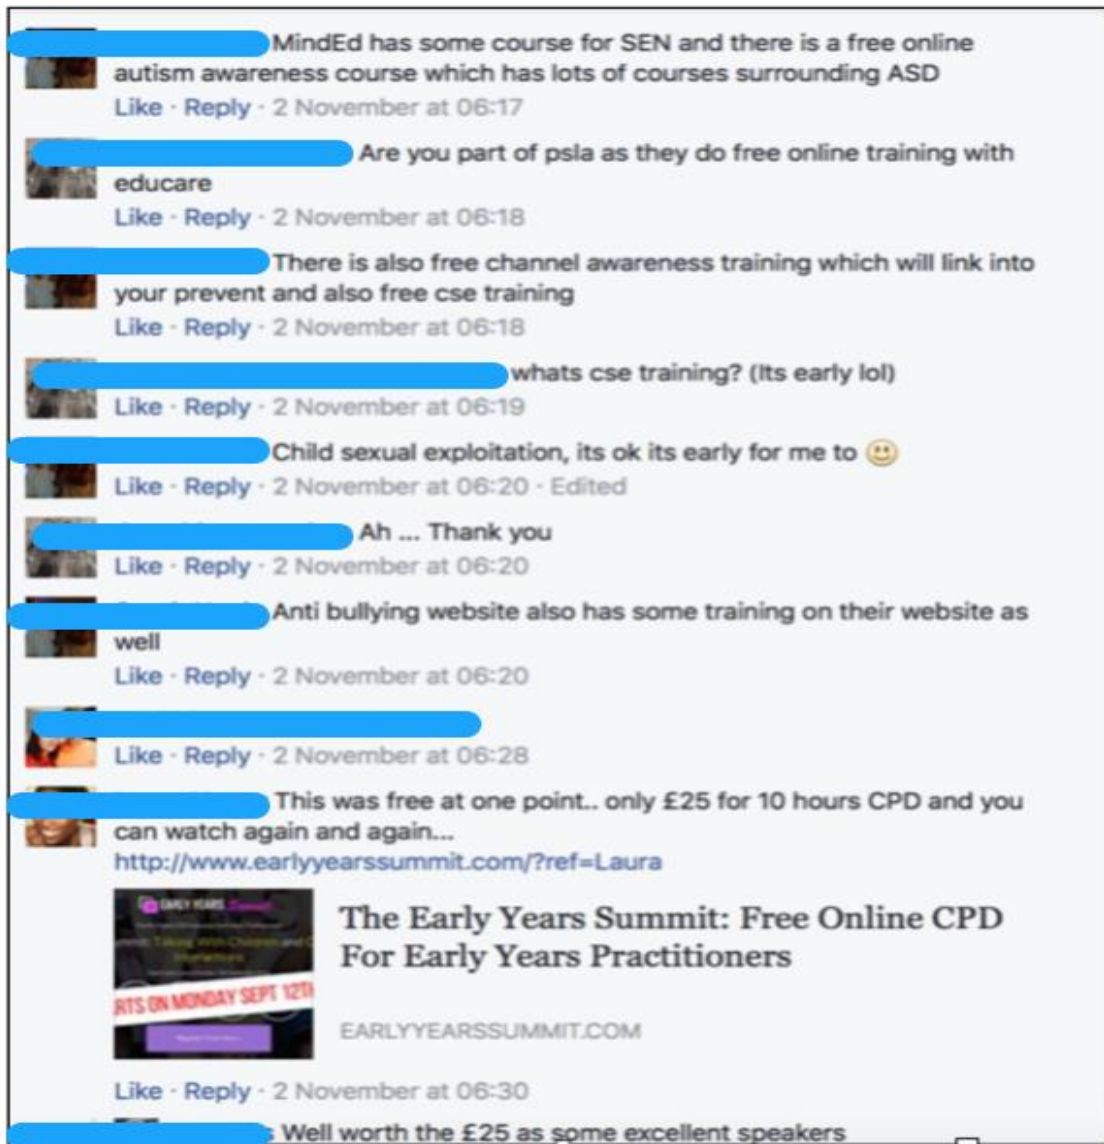 MindEd has some course for SEN and there is a free online
autism awareness course which has lots of courses surrounding ASD
Like · Reply · 2 November at 06:17
Are you part of psla as they do free online training with
educare
Like · Reply · 2 November at 06:18
There is also free channel awareness training which will link into
your prevent and also free cse training
Like · Reply · 2 November at 06:18
whats cse training? (Its early lol)
Like · Reply · 2 November at 06:19
Child sexual exploitation, its ok its early for me to
Like · Reply · 2 November at 06:20 · Edited
Ah ... Thank you
Like · Reply · 2 November at 06:20
Anti bullying website also has some training on their website as
well
Like · Reply · 2 November at 06:20
Like · Reply · 2 November at 06:28
This was free at one point.. only £25 for 10 hours CPD and you
can watch again and again...
http://www.earlyyearssummit.com/?ref=Laura
EARLY YEARS Summit
RTS ON MONDAY SEPT 12TH
The Early Years Summit: Free Online CPD
For Early Years Practitioners
EARLYYEARSSUMMIT.COM
Like · Reply · 2 November at 06:30
Well worth the £25 as some excellent speakers